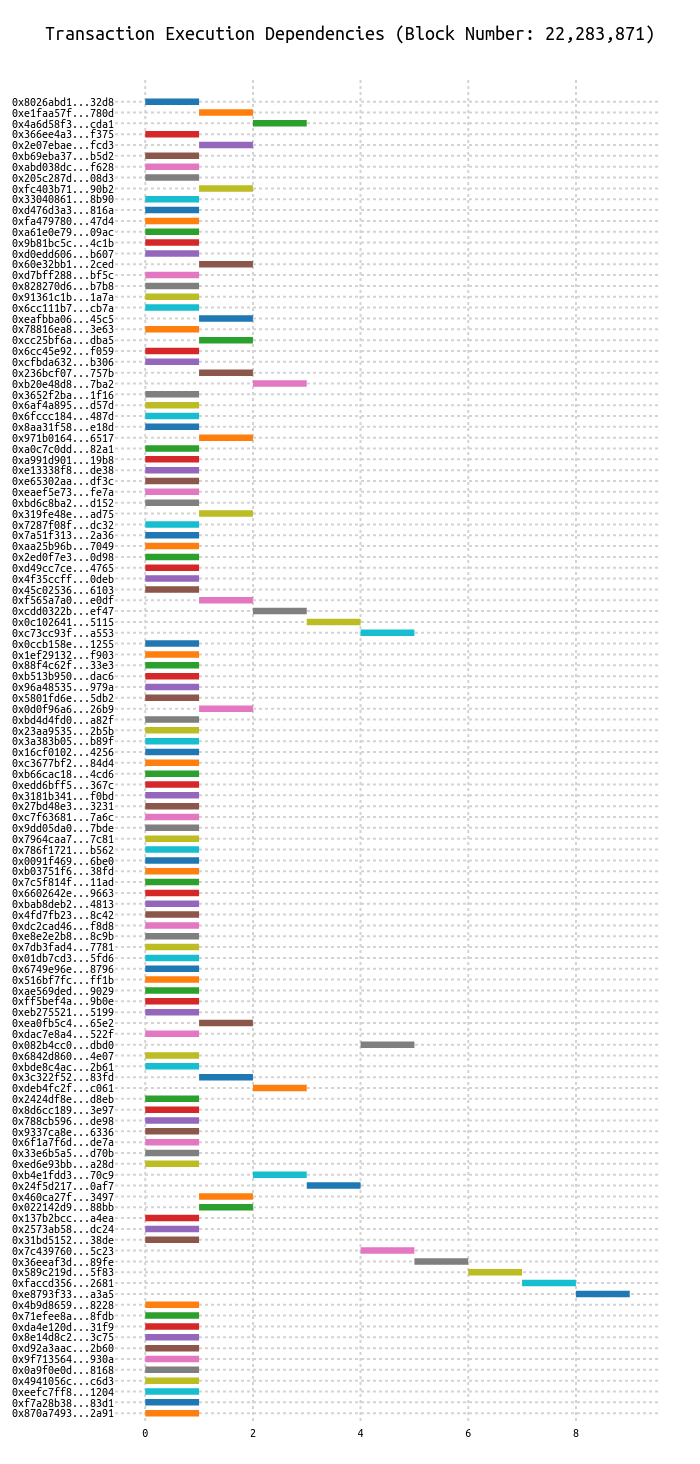 Transaction Execution Dependencies (Block Number: 22,283,871)
0x8026abd1...32d8
0xe1faa57f...780d
0x4a6d58f3...cda1
0x366ee4a3...f375
0x2e07ebae...fcd3
0xb69eba37...b5d2
0xabd038dc...f628
0x205c287d...08d3
0xfc403b71...90b2
0x33040861...8b90
0xd476d3a3...816a
0xfa479780...47d4
0xa61e0e79...09ac
0x9b81bc5c...4c1b
0xd0edd606...b607
0x60e32bb1...2ced
0xd7bff288...bf5c
0x828270d6...b7b8
0x91361c1b...1a7a
0x6cc111b7...cb7a
0xeafbba06...45c5
0x78816ea8...3e63
0xcc25bf6a...dba5
0x6cc45e92...f059
0xcfbda632...b306
0x236bcf07...757b
0xb20e48d8...7ba2
0x3652f2ba...1f16
0x6af4a895...d57d
0x6fccc184...487d
0x8aa31f58...e18d
0x971b0164...6517
0xa0c7c0dd...82a1
0xa991d901...19b8
0xe13338f8...de38
0xe65302aa...df3c
0xeaef5e73...fe7a
0xbd6c8ba2...d152
0x319fe48e...ad75
0x7287f08f...dc32
0x7a51f313...2a36
0xaa25b96b...7049
0x2ed0f7e3...0d98
0xd49cc7ce...4765
0x4f35ccff...0deb
0x45c02536...6103
0xf565a7a0...e0df
0xcdd0322b...ef47
0x0c102641...5115
0xc73cc93f...a553
0x0ccb158e...1255
0x1ef29132...f903
0x88f4c62f...33e3
0xb513b950...dac6
0x96a48535...979a
0x5801fd6e...5db2
0x0d0f96a6...26b9
0xbd4d4fd0...a82f
0x23aa9535...2b5b
0x3a383b05...b89f
0x16cf0102...4256
0xc3677bf2...84d4
0xb66cac18...4cd6
0xedd6bff5...367c
0x3181b341...f0bd
0x27bd48e3...3231
0xc7f63681...7a6c
0x9dd05da0...7bde
0x7964caa7...7c81
0x786f1721...b562
0x0091f469...6be0
0xb03751f6...38fd
0x7c5f814f...11ad
0x6602642e...9663
0xbab8deb2...4813
0x4fd7fb23...8c42
0xdc2cad46...f8d8
0xe8e2e2b8...8c9b
0x7db3fad4...7781
0x01db7cd3...5fd6
0x6749e96e...8796
0x516bf7fc...ff1b
0xae569ded...9029
0xff5bef4a...9b0e
0xeb275521...5199
0xea0fb5c4...65e2
0xdac7e8a4...522f
0x082b4cc0...dbd0
0x6842d860...4e07
0xbde8c4ac...2b61
0x3c322f52...83fd
0xdeb4fc2f...c061
0x2424df8e...d8eb
0x8d6cc189...3e97
0x788cb596...de98
0x9337ca8e...6336
0x6f1a7f6d...de7a
0x33e6b5a5...d70b
0xed6e93bb...a28d
0xb4e1fdd3...70c9
0x24f5d217...0af7
0x460ca27f...3497
0x022142d9...88bb
0x137b2bcc...a4ea
0x2573ab58...dc24
0x31bd5152...38de
0x7c439760...5c23
0x36eeaf3d...89fe
0x589c219d...5f83
0xfaccd356...2681
0xe8793f33...a3a5
0x4b9d8659...8228
0x71efee8a...8fdb
0xda4e120d...31f9
0x8e14d8c2...3c75
0xd92a3aac...2b60
0x9f713564...930a
0x0a9f0e0d...8168
0x4941056c...c6d3
0xeefc7ff8...1204
0xf7a28b38...83d1
0x870a7493...2a91
0 2 4 6 8